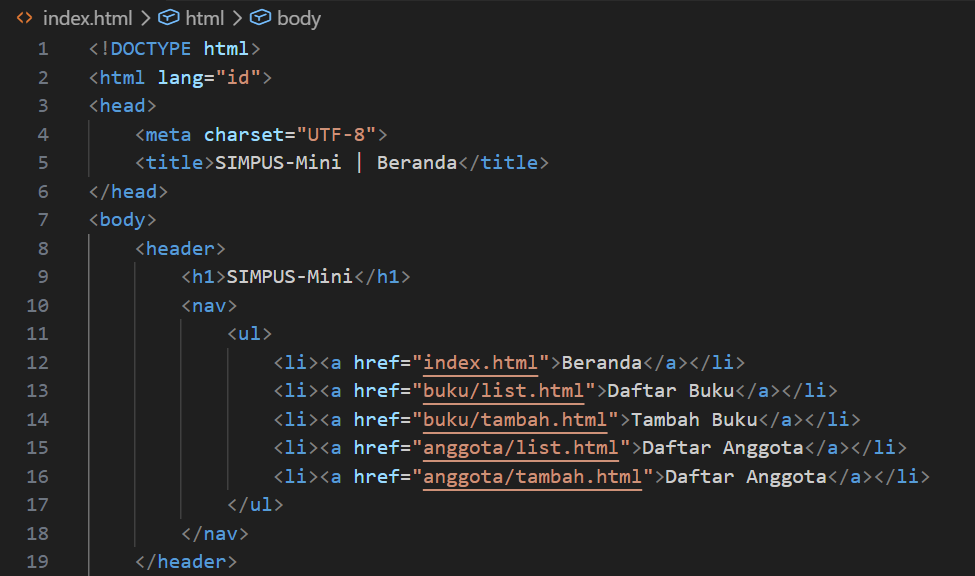 index.html > html > body
1 <!DOCTYPE html>
2 <html lang="id">
3 <head>
4     <meta charset="UTF-8">
5     <title>SIMPUS-Mini | Beranda</title>
6 </head>
7 <body>
8     <header>
9         <h1>SIMPUS-Mini</h1>
10         <nav>
11             <ul>
12                 <li><a href="index.html">Beranda</a></li>
13                 <li><a href="buku/list.html">Daftar Buku</a></li>
14                 <li><a href="buku/tambah.html">Tambah Buku</a></li>
15                 <li><a href="anggota/list.html">Daftar Anggota</a></li>
16                 <li><a href="anggota/tambah.html">Daftar Anggota</a></li>
17             </ul>
18         </nav>
19     </header>